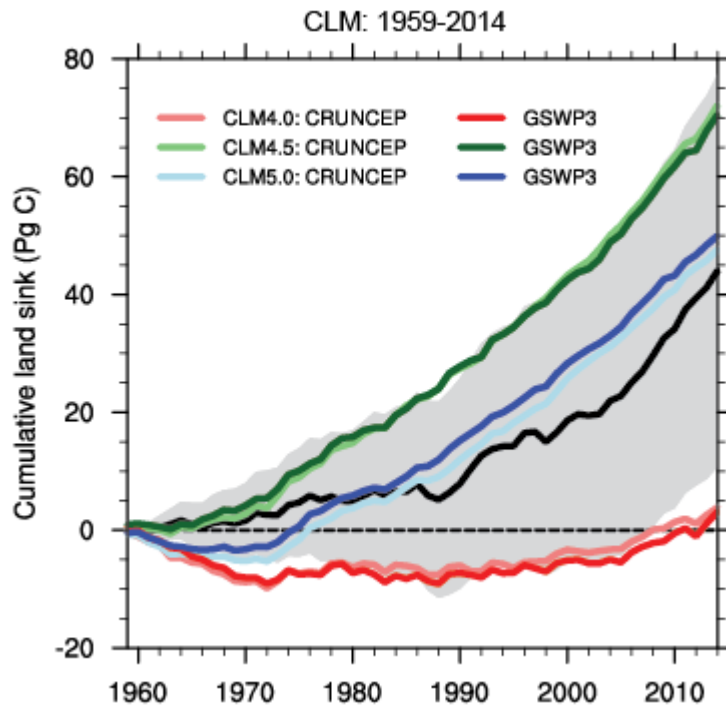 CLM: 1959-2014
80
60
40
20
0
-20
Cumulative land sink (Pg C)
CLM4.0: CRUNCEP GSWP3
CLM4.5: CRUNCEP GSWP3
CLM5.0: CRUNCEP GSWP3
1960 1970 1980 1990 2000 2010